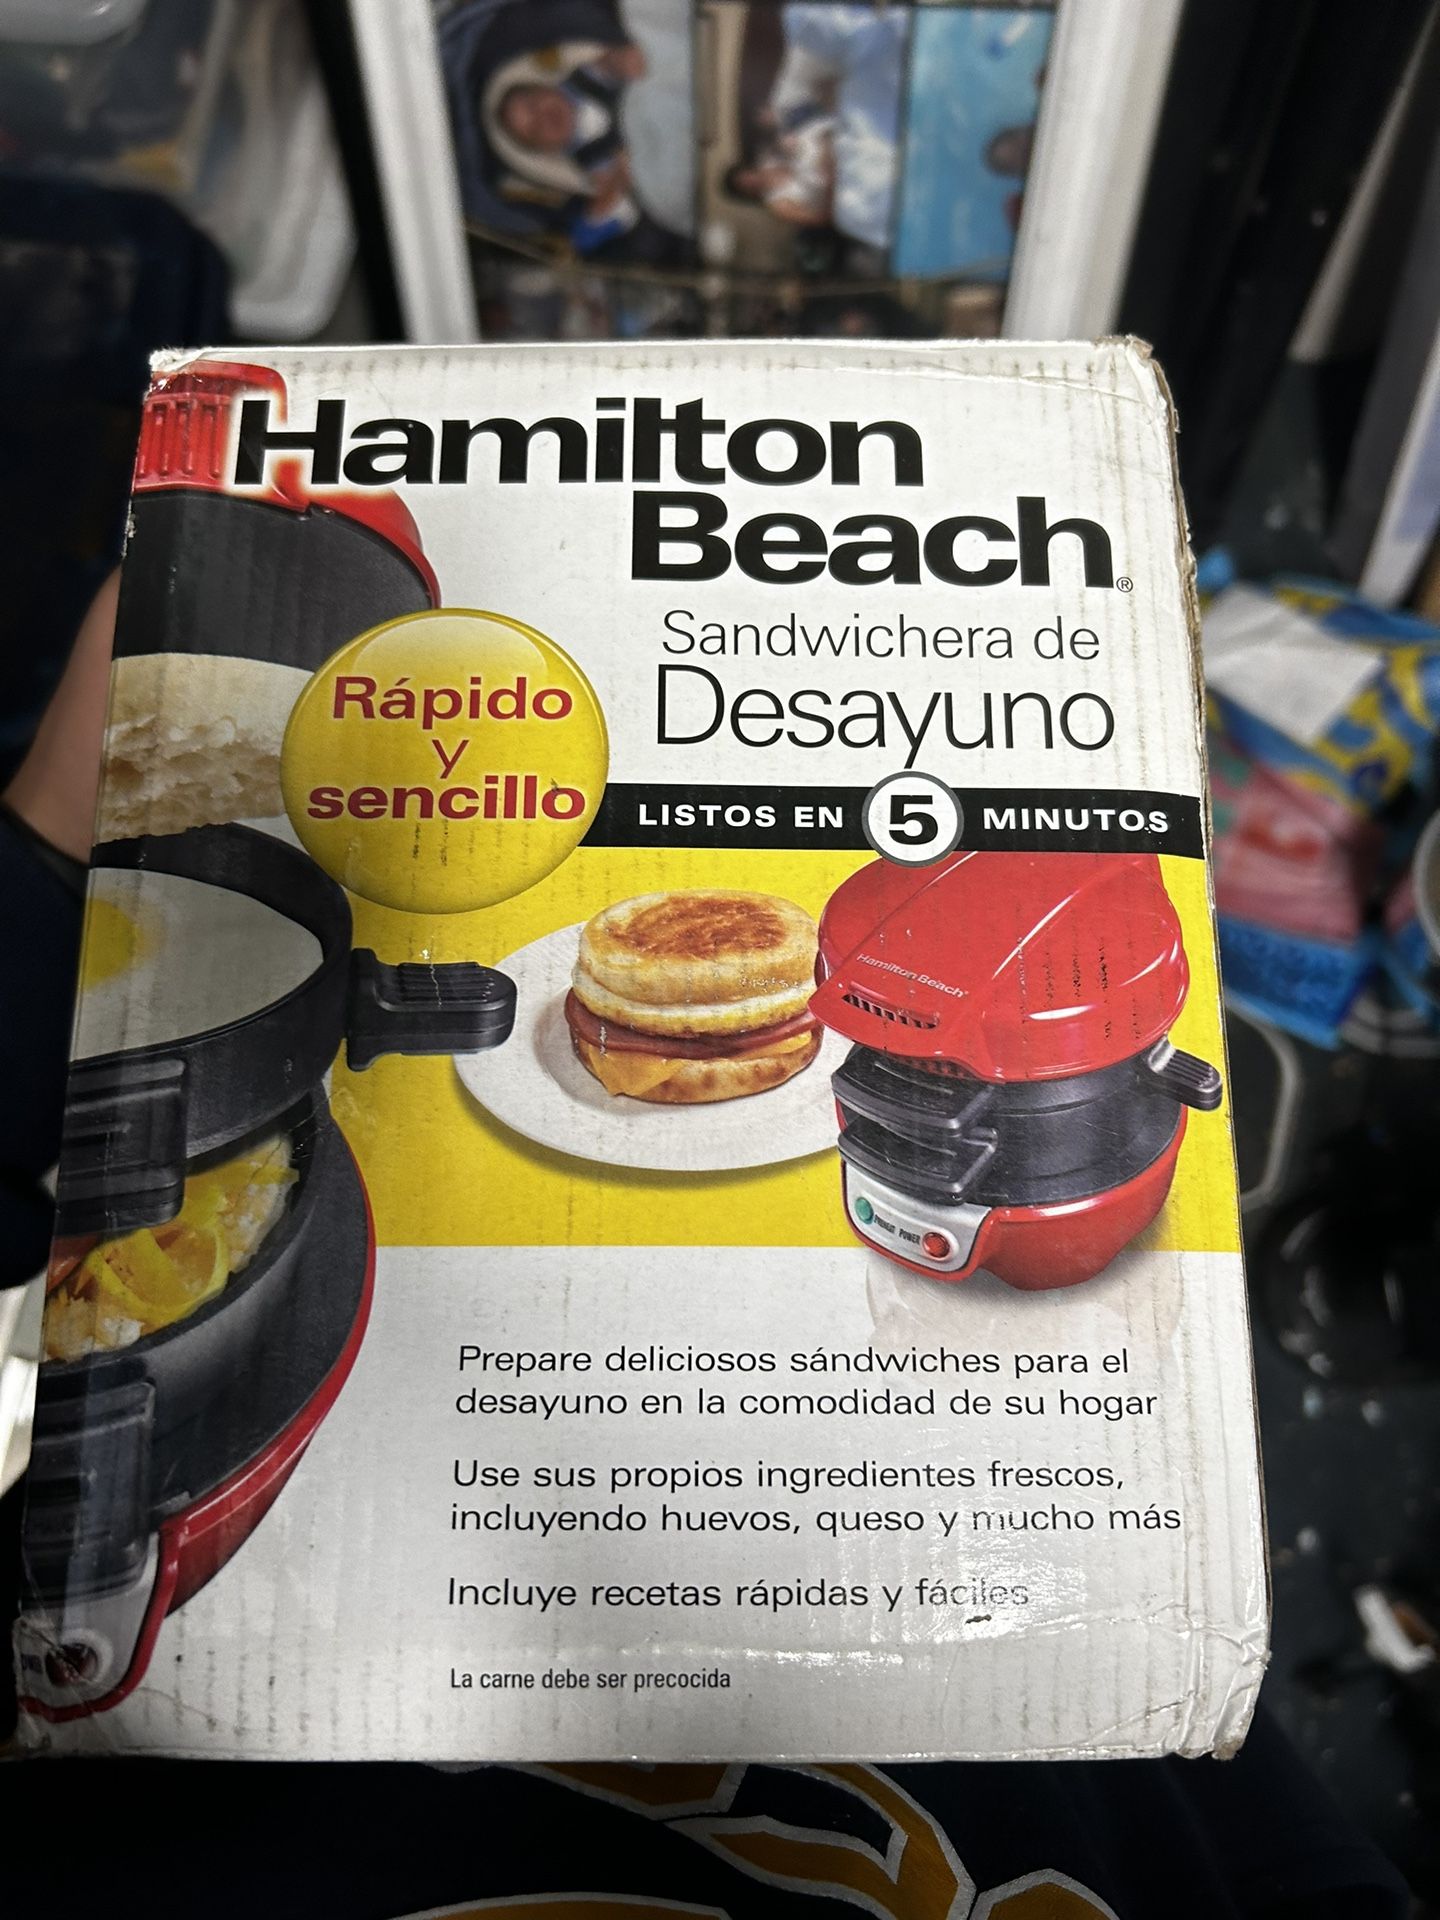 Hamilton
Beach®
Sandwichera de
Desayuno
Rápido
y
sencillo
LISTOS EN 5 MINUTOS
Hamilton Beach®
PREHEAT POWER
Prepare deliciosos sándwiches para el
desayuno en la comodidad de su hogar
Use sus propios ingredientes frescos,
incluyendo huevos, queso y mucho más
Incluye recetas rápidas y fáciles
La carne debe ser precocida